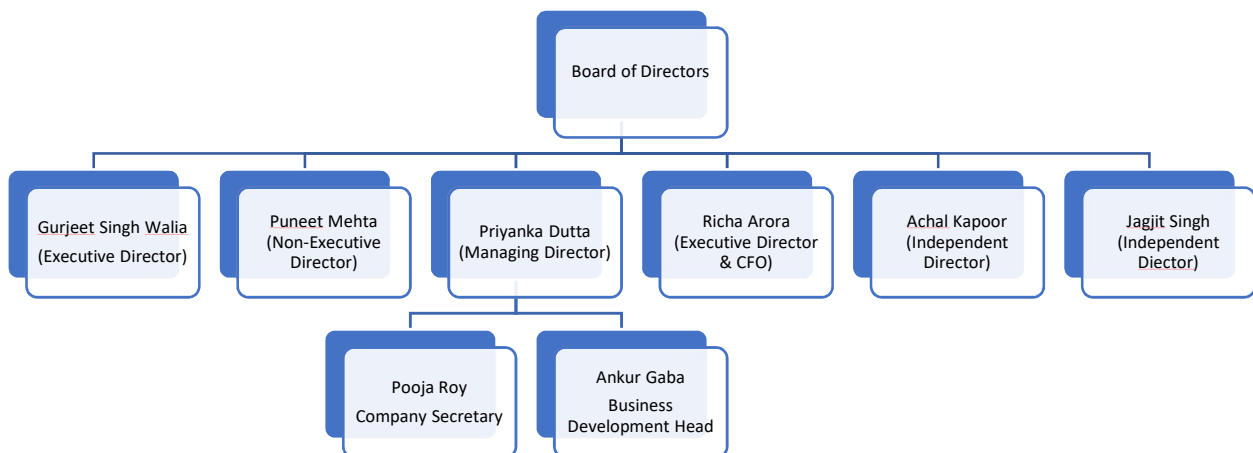 Board of Directors
Gurjeet Singh Walia
(Executive Director)
Puneet Mehta
(Non-Executive
Director)
Priyanka Dutta
(Managing Director)
Richa Arora
(Executive Director
& CFO)
Achal Kapoor
(Independent
Director)
Jagjit Singh
(Independent
Diector)
Pooja Roy
Company Secretary
Ankur Gaba
Business
Development Head